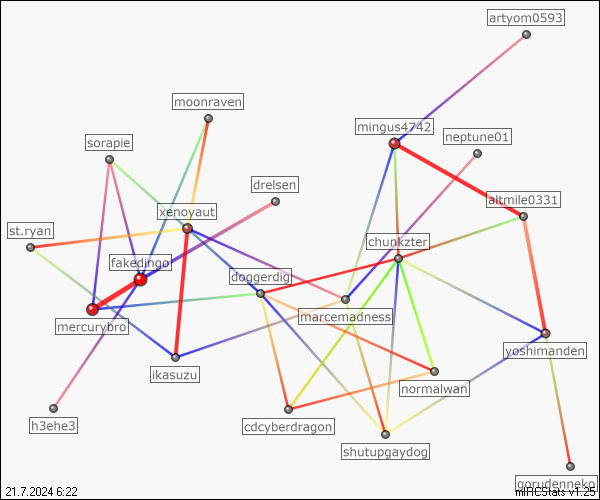 artyom0593
moonraven
mingus4742
neptune01
sorapie
drelsen
altmile0331
xenoyaut
st.ryan
chunkzter
fakedingo
doggerdig
marcemadness
mercurybro
yoshimanden
ikasuzu
normalwan
h3ehe3
cdcyberdragon
shutupgaydog
gorudenneko
21.7.2024 6:22
mIRCStats v1.25